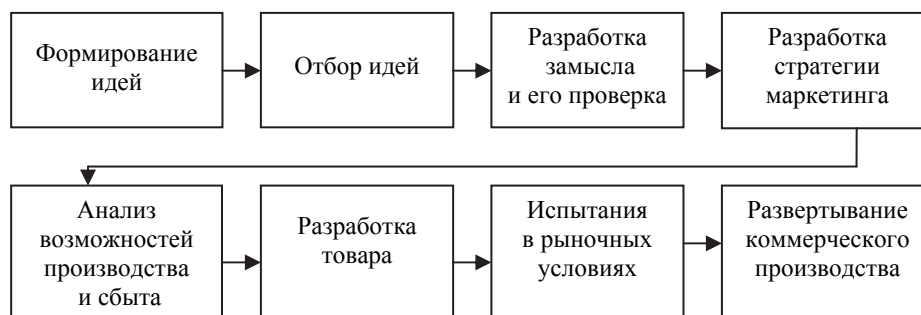 Формирование
идей
Отбор идей
Разработка
замысла
и его проверка
Разработка
стратегии
маркетинга
Анализ
возможностей
производства
и сбыта
Разработка
товара
Испытания
в рыночных
условиях
Развертывание
коммерческого
производства